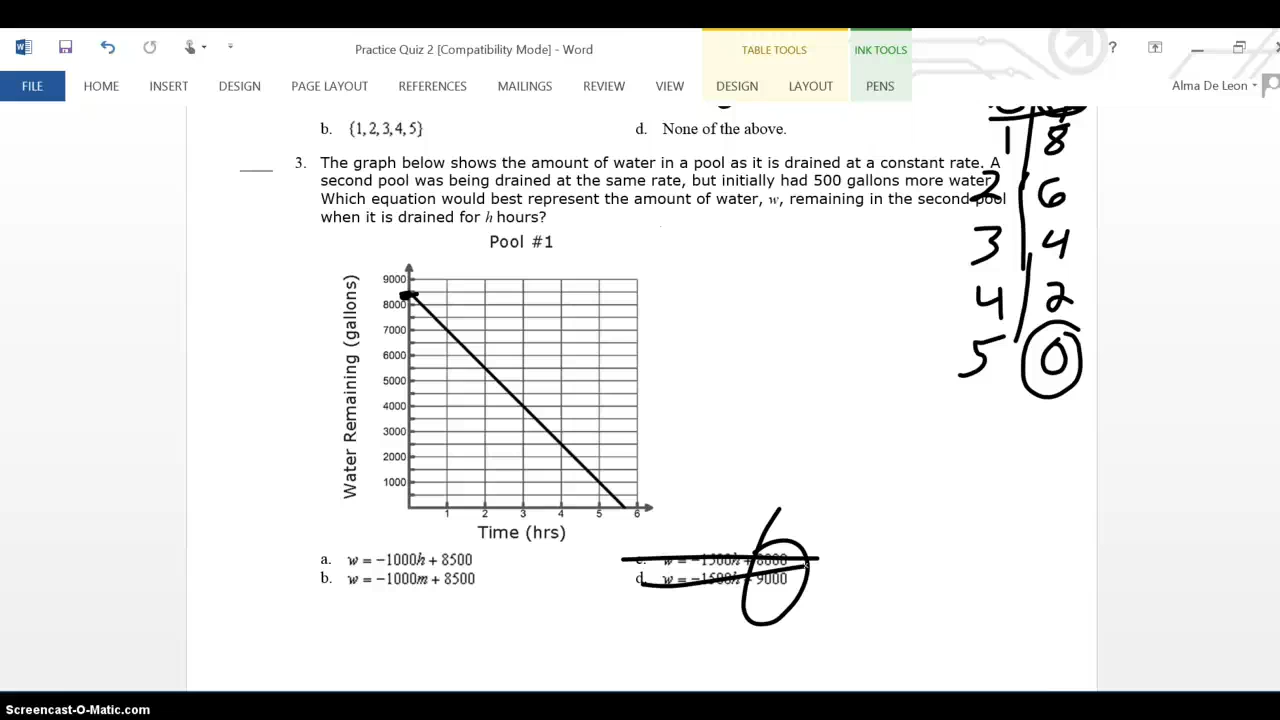 Practice Quiz 2 [Compatibility Mode] - Word
TABLE TOOLS
INK TOOLS
?
FILE
HOME
INSERT
DESIGN
PAGE LAYOUT
REFERENCES
MAILINGS
REVIEW
VIEW
DESIGN
LAYOUT
PENS
Alma De Leon
b. {1, 2, 3, 4, 5}
d. None of the above.
1 8
2 6
3 4
4 2
5 0
3. The graph below shows the amount of water in a pool as it is drained at a constant rate. A
second pool was being drained at the same rate, but initially had 500 gallons more water
Which equation would best represent the amount of water, w, remaining in the second pool
when it is drained for h hours?
Pool #1
Water Remaining (gallons)
9000
8000
7000
6000
5000
4000
3000
2000
1000
1 2 3 4 5 6
Time (hrs)
a. w = −1000h + 8500
b. w = −1000m + 8500
c. w = −1500h + 8000
d. w = −1500h + 9000
Screencast-O-Matic.com